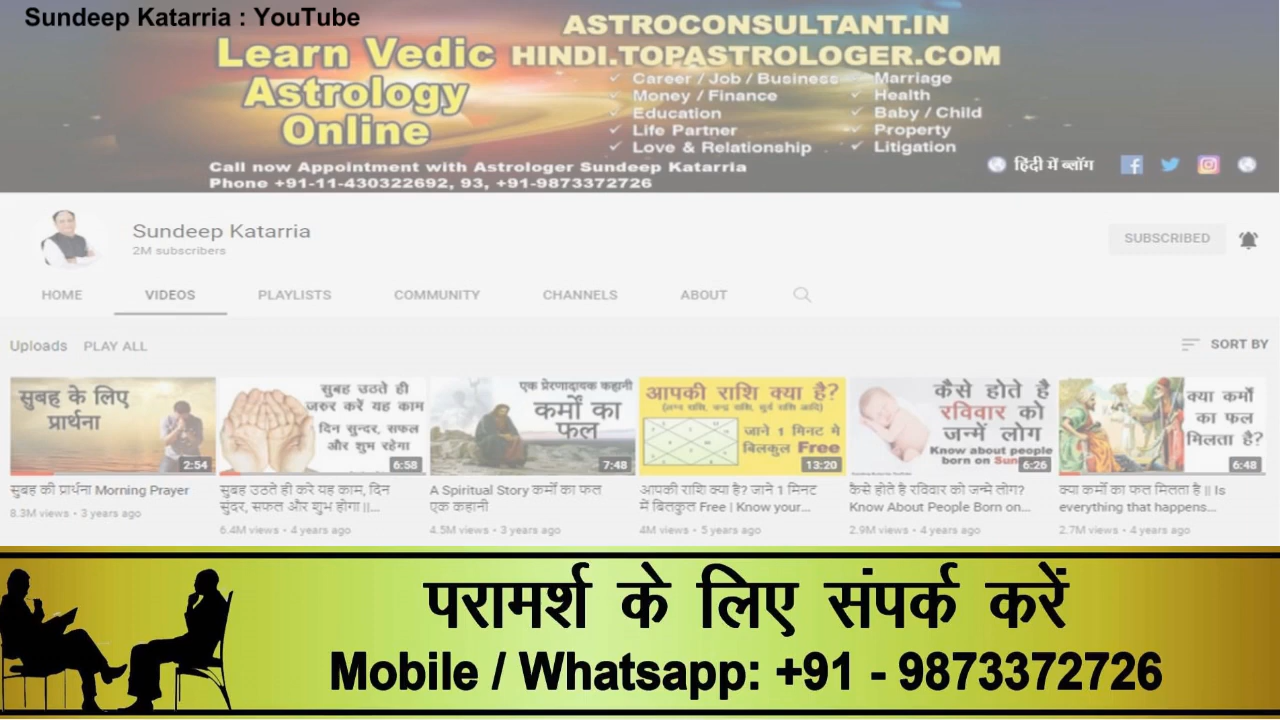 Sundeep Katarria : YouTube
Learn Vedic
Astrology
Online
ASTROCONSULTANT.IN
HINDI.TOPASTROLOGER.COM
✓ Career / Job / Business
✓ Money / Finance
✓ Education
✓ Life Partner
✓ Love & Relationship
✓ Marriage
✓ Health
✓ Baby / Child
✓ Property
✓ Litigation
Call now Appointment with Astrologer Sundeep Katarria
Phone +91-11-430322692, 93, +91-9873372726
हिंदी में ब्लॉग
Sundeep Katarria
2M subscribers
SUBSCRIBED
HOME VIDEOS PLAYLISTS COMMUNITY CHANNELS ABOUT
Uploads PLAY ALL
SORT BY
सुबह के लिए
प्रार्थना
2:54
सुबह की प्रार्थना Morning Prayer
8.3M views • 3 years ago
सुबह उठते ही
जरुर करें यह काम
दिन सुन्दर, सफल
और शुभ रहेगा
6:58
सुबह उठते ही करे यह काम, दिन
सुंदर, सफल और शुभ होगा ||...
6.4M views • 4 years ago
एक प्रेरणादायक कहानी
कर्मों का
फल
7:48
A Spiritual Story कर्मों का फल
एक कहानी
4.5M views • 3 years ago
आपकी राशि क्या है?
(लग्न राशि, चन्द्र राशि, सूर्य राशि आदि)
जाने 1 मिनट मे
बिलकुल Free
13:20
आपकी राशि क्या है? जाने 1 मिनट
में बिलकुल Free | Know your...
4M views • 5 years ago
कैसे होते है
रविवार को
जन्में लोग
Know about people
born on Sun
6:26
कैसे होते है रविवार को जन्मे लोग?
Know About People Born on...
2.9M views • 4 years ago
क्या कर्मों
का फल
मिलता है?
6:48
क्या कर्मों का फल मिलता है || Is
everything that happens...
2.7M views • 4 years ago
परामर्श के लिए संपर्क करें
Mobile / Whatsapp: +91 - 9873372726